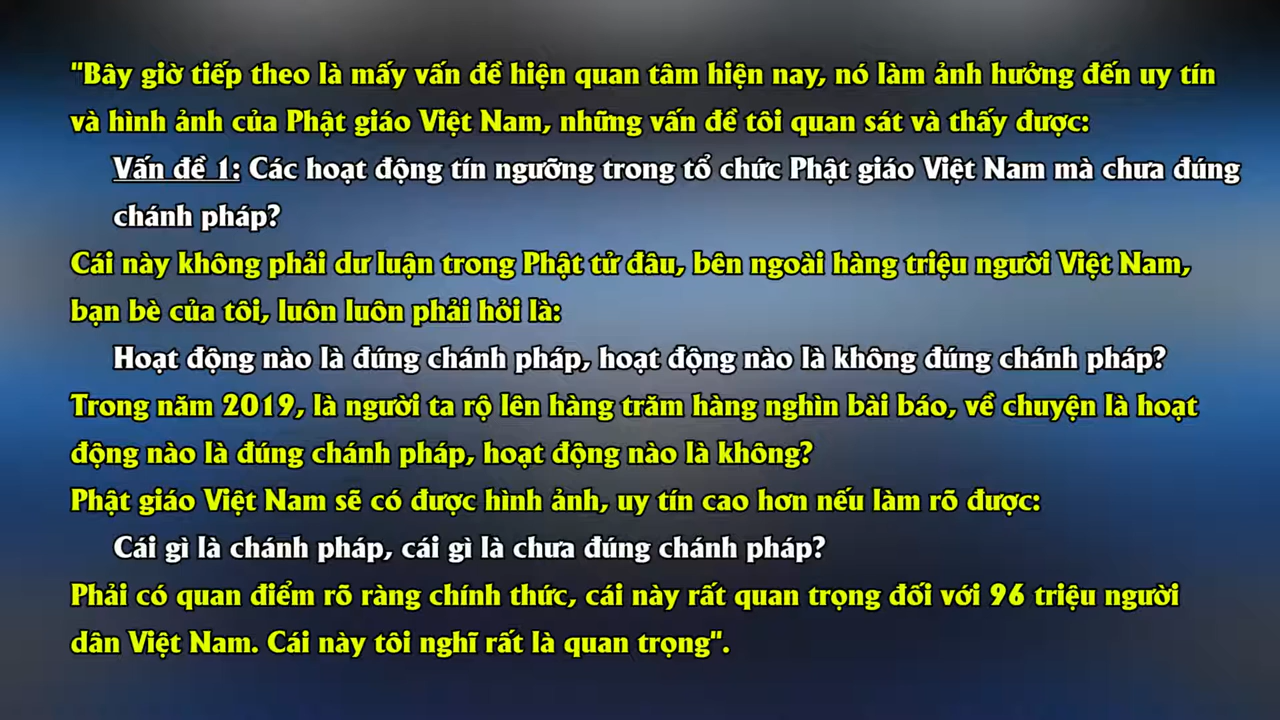 "Bây giờ tiếp theo là mấy vấn đề hiện quan tâm hiện nay, nó làm ảnh hưởng đến uy tín
và hình ảnh của Phật giáo Việt Nam, những vấn đề tôi quan sát và thấy được:
Vấn đề 1: Các hoạt động tín ngưỡng trong tổ chức Phật giáo Việt Nam mà chưa đúng
chánh pháp?
Cái này không phải dư luận trong Phật tử đâu, bên ngoài hàng triệu người Việt Nam,
bạn bè của tôi, luôn luôn phải hỏi là:
Hoạt động nào là đúng chánh pháp, hoạt động nào là không đúng chánh pháp?
Trong năm 2019, là người ta rộ lên hàng trăm hàng nghìn bài báo, về chuyện là hoạt
động nào là đúng chánh pháp, hoạt động nào là không?
Phật giáo Việt Nam sẽ có được hình ảnh, uy tín cao hơn nếu làm rõ được:
Cái gì là chánh pháp, cái gì là chưa đúng chánh pháp?
Phải có quan điểm rõ ràng chính thức, cái này rất quan trọng đối với 96 triệu người
dân Việt Nam. Cái này tôi nghĩ rất là quan trọng".